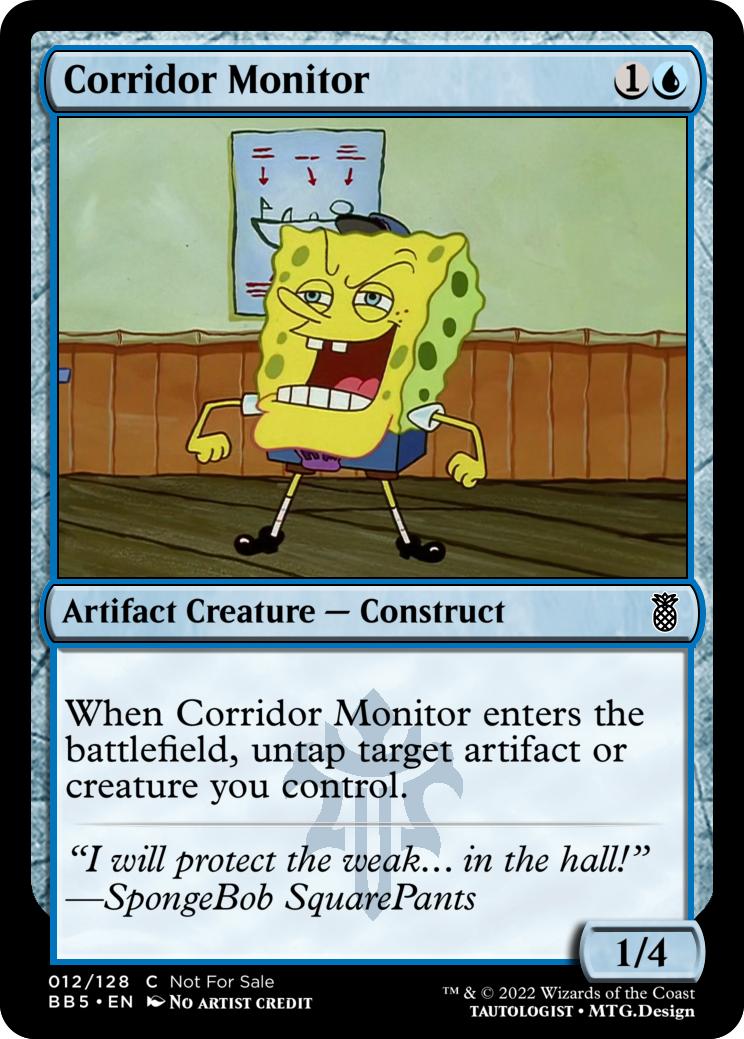 Corridor Monitor 1
Artifact Creature — Construct
When Corridor Monitor enters the
battlefield, untap target artifact or
creature you control.
“I will protect the weak… in the hall!”
—SpongeBob SquarePants
1/4
012/128 C Not For Sale
BB5 • EN No artist credit
™ & © 2022 Wizards of the Coast
TAUTOLOGIST • MTG.Design